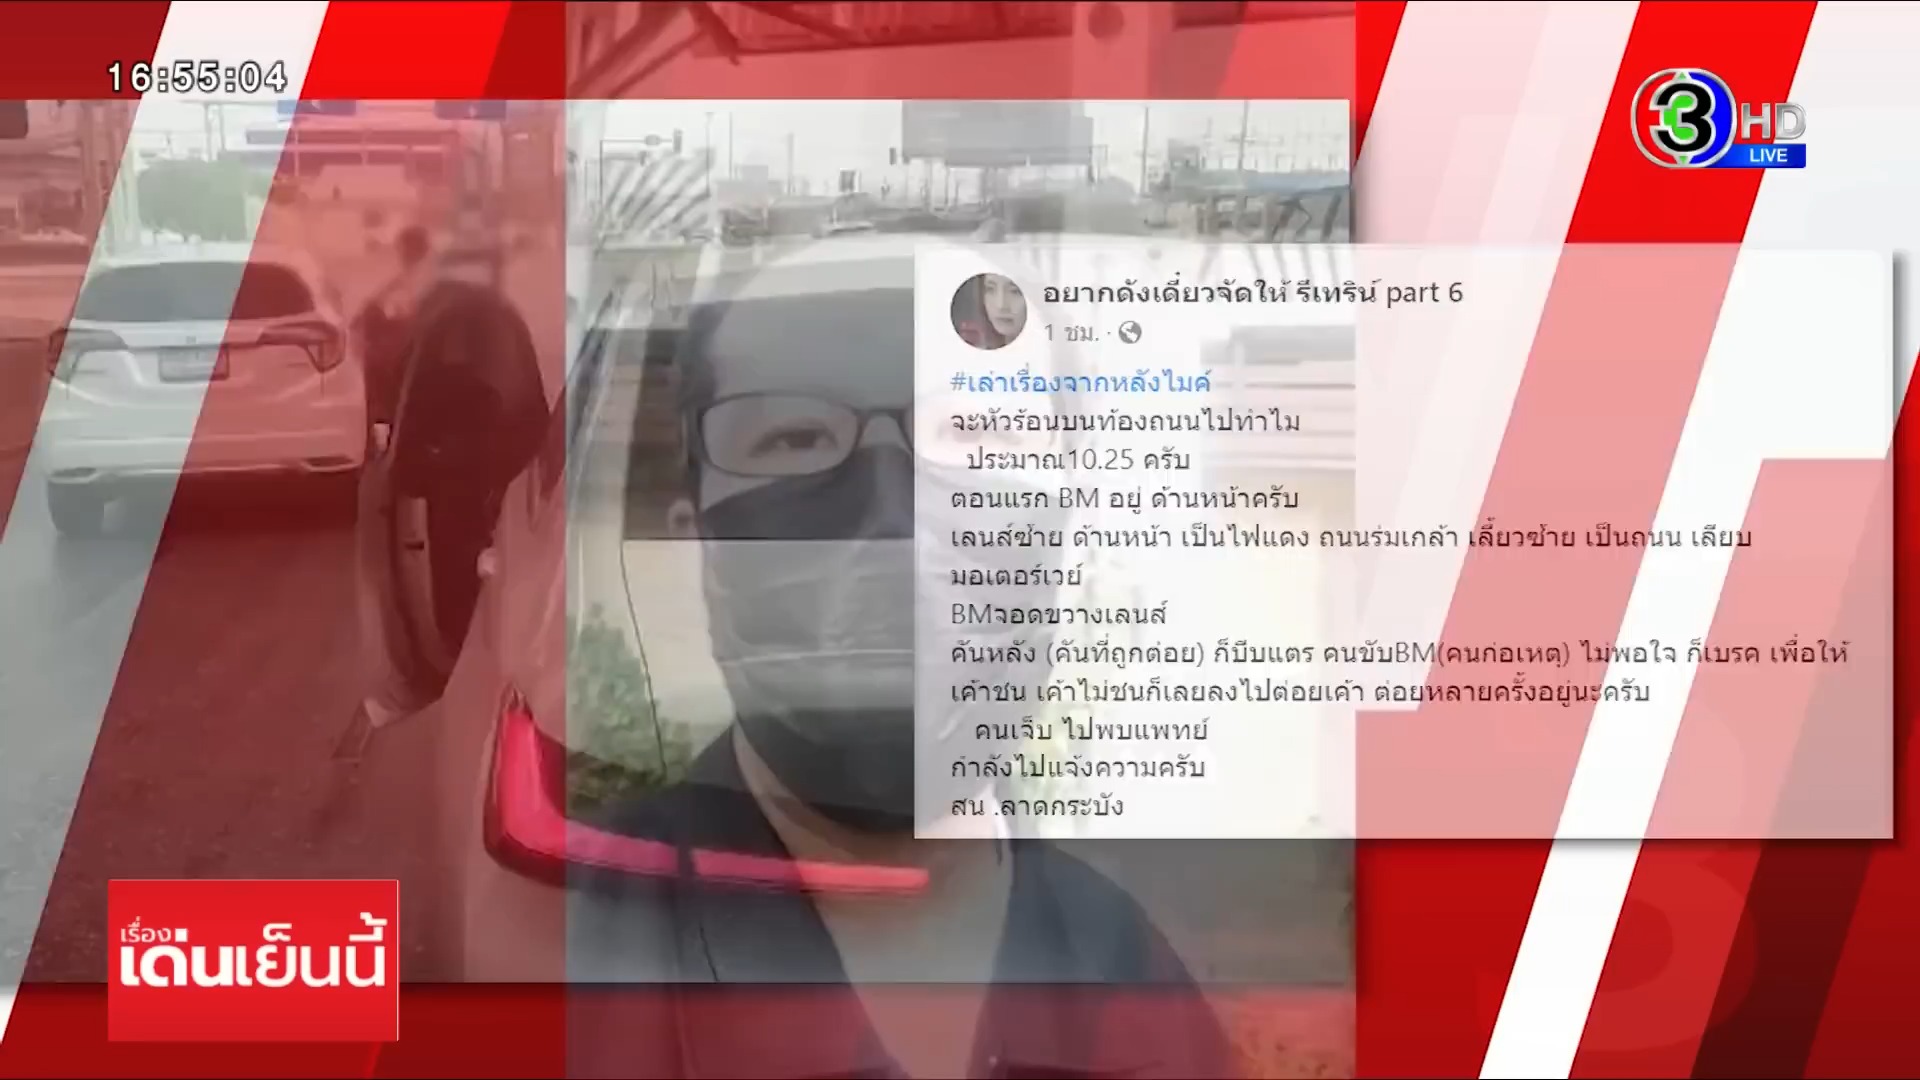 16:55:04
3 HD
LIVE
อยากดังเดี๋ยวจัดให้ รีเทริน์ part 6
1 ชม. ·
#เล่าเรื่องจากหลังไมค์
จะหัวร้อนบนท้องถนนไปทำไม
ประมาณ10.25 ครับ
ตอนแรก BM อยู่ ด้านหน้าครับ
เลนส์ซ้าย ด้านหน้า เป็นไฟแดง ถนนร่มเกล้า เลี้ยวซ้าย เป็นถนน เลียบ
มอเตอร์เวย์
BMจอดขวางเลนส์
คันหลัง (คันที่ถูกต่อย) ก็บีบแตร คนขับBM(คนก่อเหตุ) ไม่พอใจ ก็เบรค เพื่อให้
เค้าชน เค้าไม่ชนก็เลยลงไปต่อยเค้า ต่อยหลายครั้งอยู่นะครับ
คนเจ็บ ไปพบแพทย์
กำลังไปแจ้งความครับ
สน .ลาดกระบัง
เรื่อง
เด่นเย็นนี้